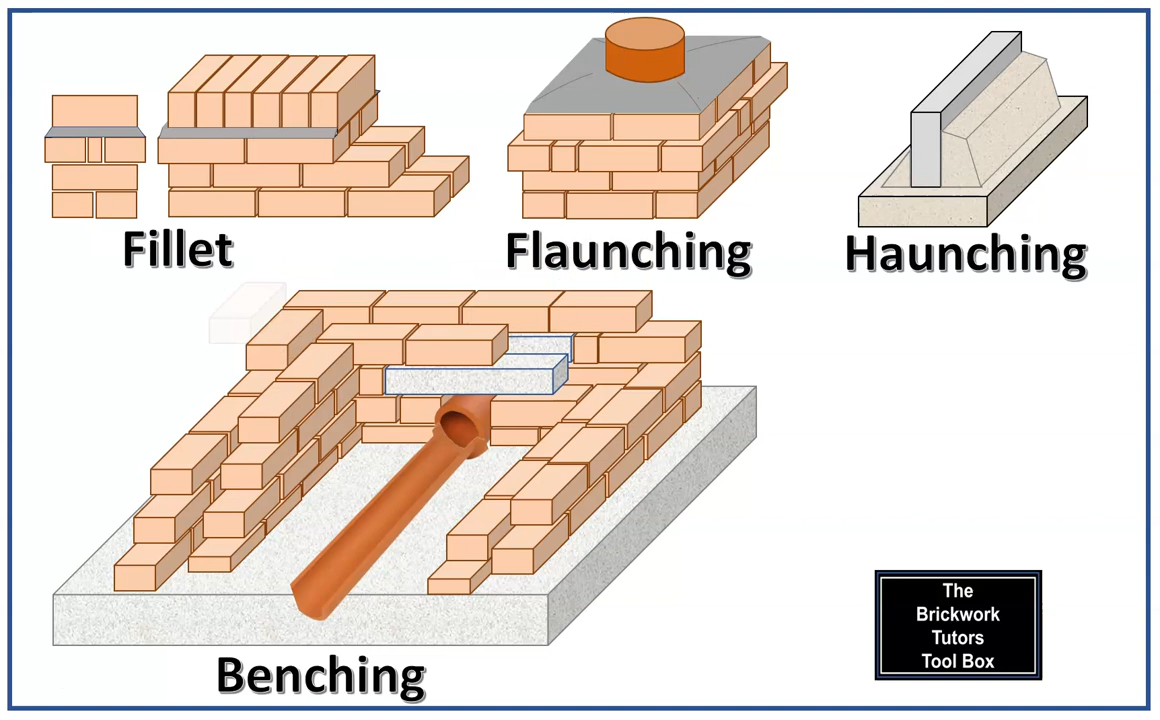 Fillet
Flaunching
Haunching
Benching
The
Brickwork
Tutors
Tool Box